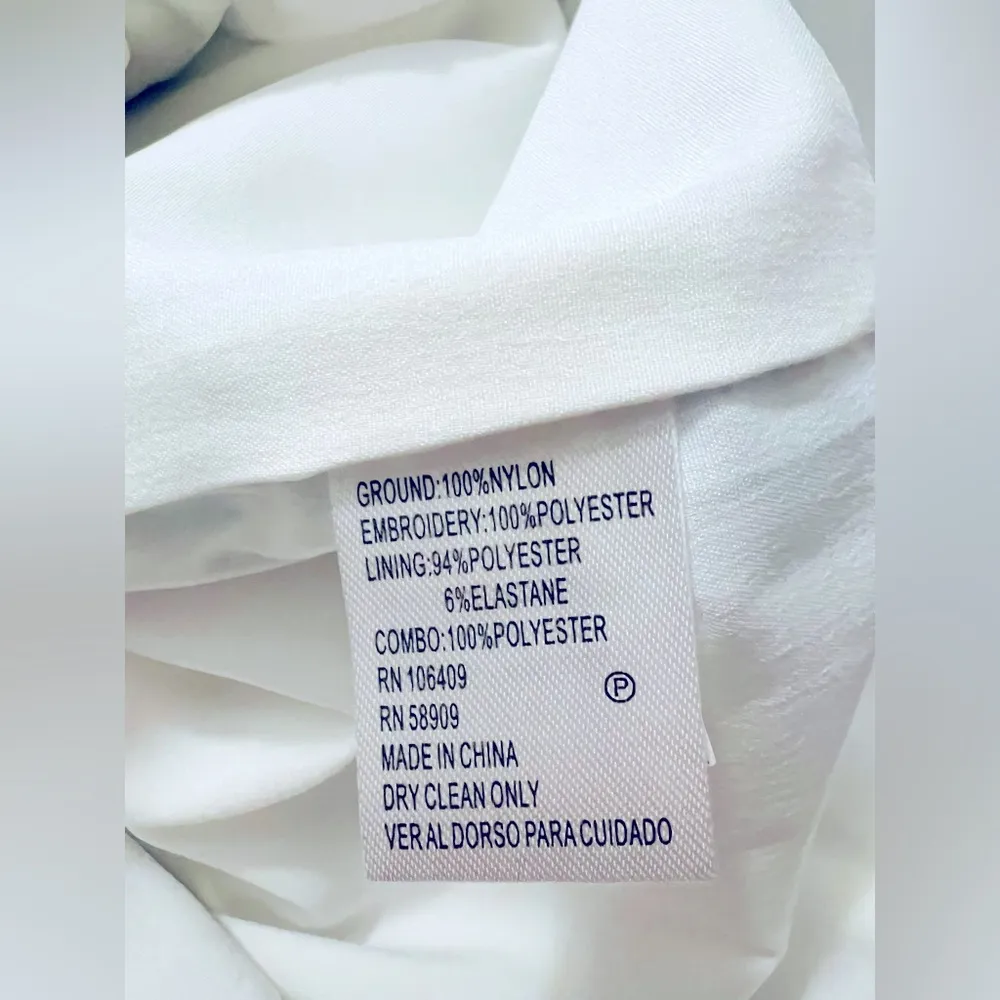 GROUND:100%NYLON
EMBROIDERY:100%POLYESTER
LINING:94%POLYESTER
6%ELASTANE
COMBO:100%POLYESTER
RN 106409
P
RN 58909
MADE IN CHINA
DRY CLEAN ONLY
VER AL DORSO PARA CUIDADO